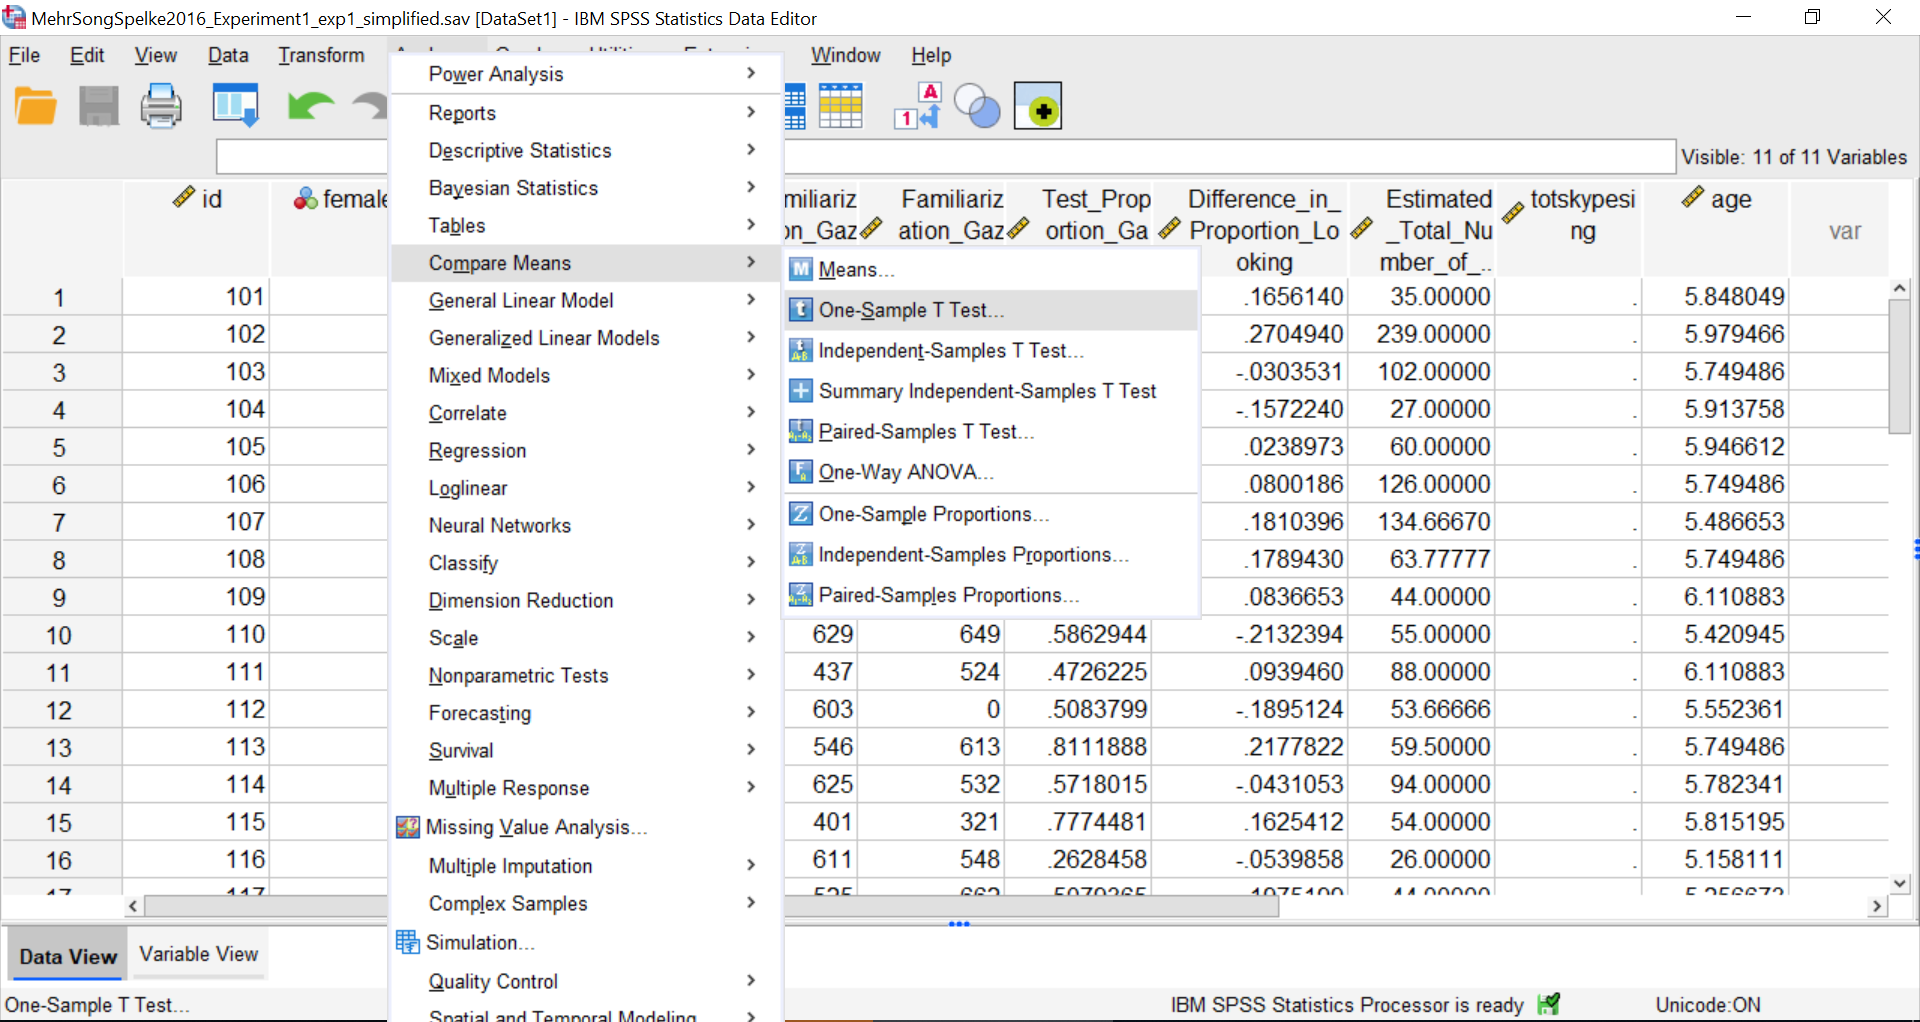 MehrSongSpelke2016_Experiment1_exp1_simplified.sav [DataSet1] - IBM SPSS Statistics Data Editor
File Edit View Data Transform Window Help
Visible: 11 of 11 Variables
id female Familiariz Test_Prop Difference_in_ Estimated totskypesi age
ation_Gaz ortion_Ga Proportion_Lo _Total_Nu ng var
oking mber_of_..
Power Analysis
Reports
Descriptive Statistics
Bayesian Statistics
Tables
Compare Means
General Linear Model
Generalized Linear Models
Mixed Models
Correlate
Regression
Loglinear
Neural Networks
Classify
Dimension Reduction
Scale
Nonparametric Tests
Forecasting
Survival
Multiple Response
Missing Value Analysis...
Multiple Imputation
Complex Samples
Simulation...
Quality Control
Spatial and Temporal Modeling
Means...
One-Sample T Test...
Independent-Samples T Test...
Summary Independent-Samples T Test
Paired-Samples T Test...
One-Way ANOVA...
One-Sample Proportions...
Independent-Samples Proportions...
Paired-Samples Proportions...
1 101 .1656140 35.00000 . 5.848049
2 102 .2704940 239.00000 . 5.979466
3 103 -.0303531 102.00000 . 5.749486
4 104 -.1572240 27.00000 . 5.913758
5 105 .0238973 60.00000 . 5.946612
6 106 .0800186 126.00000 . 5.749486
7 107 .1810396 134.66670 . 5.486653
8 108 .1789430 63.77777 . 5.749486
9 109 .0836653 44.00000 . 6.110883
10 110 629 649 .5862944 -.2132394 55.00000 . 5.420945
11 111 437 524 .4726225 .0939460 88.00000 . 6.110883
12 112 603 0 .5083799 -.1895124 53.66666 . 5.552361
13 113 546 613 .8111888 .2177822 59.50000 . 5.749486
14 114 625 532 .5718015 -.0431053 94.00000 . 5.782341
15 115 401 321 .7774481 .1625412 54.00000 . 5.815195
16 116 611 548 .2628458 -.0539858 26.00000 . 5.158111
Data View Variable View
One-Sample T Test... IBM SPSS Statistics Processor is ready Unicode:ON